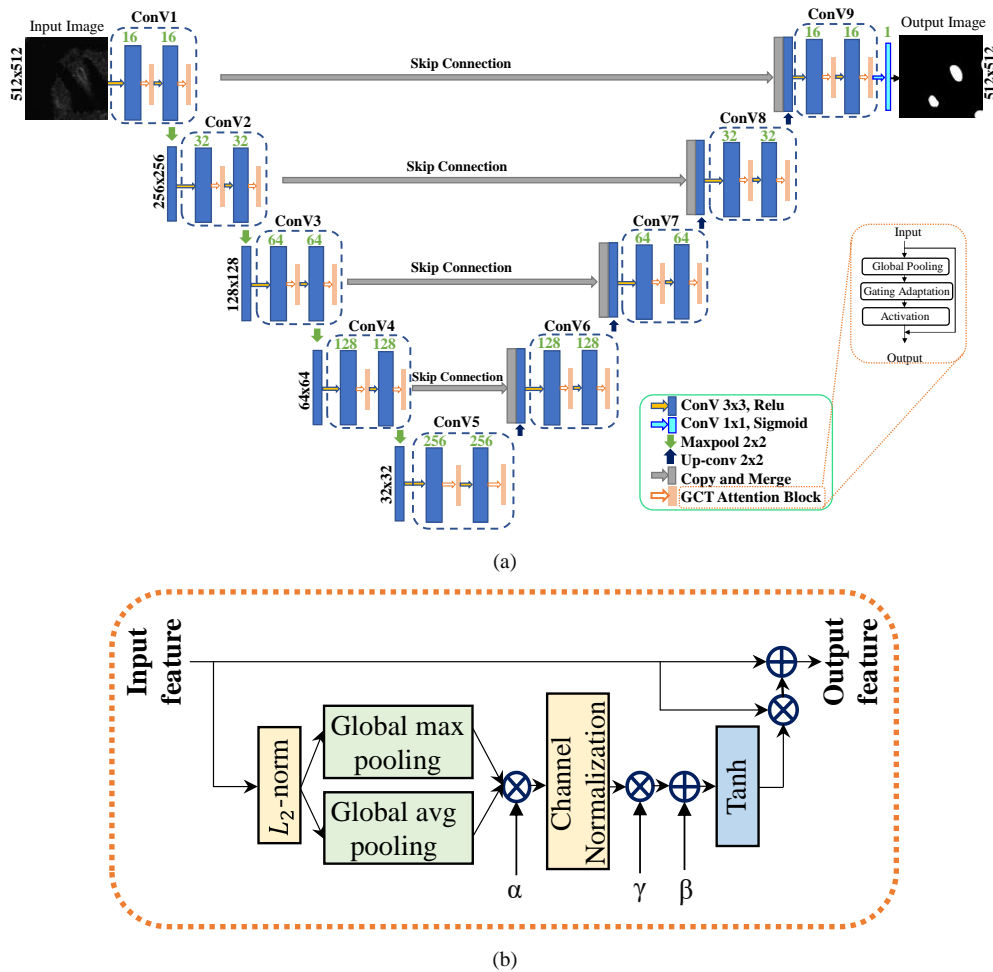 Input Image
ConV1
ConV9
Output Image
16 16
16 16
1
512x512
Skip Connection
512x512
ConV2
ConV8
32 32
32 32
256x256
Skip Connection
ConV3
ConV7
64 64
64 64
128x128
Skip Connection
ConV4
ConV6
128 128
128 128
64x64
Skip Connection
ConV5
256 256
32x32
Input
Global Pooling
Gating Adaptation
Activation
Output
ConV 3x3, Relu
ConV 1x1, Sigmoid
Maxpool 2x2
Up-conv 2x2
Copy and Merge
GCT Attention Block
(a)
Input
feature
Output
feature
L2-norm
Global max
pooling
Global avg
pooling
Channel
Normalization
Tanh
α
γ
β
(b)